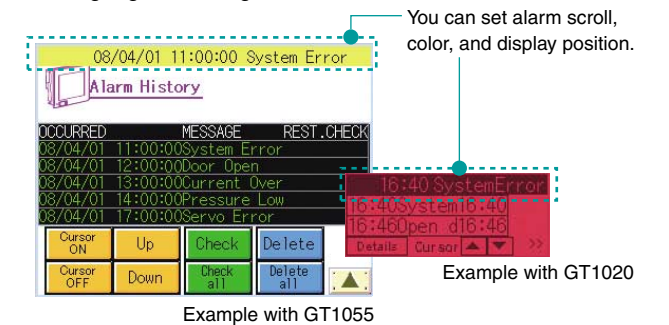 You can set alarm scroll,
color, and display position.
08/04/01 11:00:00 System Error
Alarm History
OCCURRED MESSAGE REST.CHECK
08/04/01 11:00:00System Error
08/04/01 12:00:00Door Open
08/04/01 13:00:00Current Over
08/04/01 14:00:00Pressure Low
08/04/01 17:00:00Servo Error
Cursor ON Up Check Delete
Cursor OFF Down Check all Delete all
16:40 SystemError
16:40System16:40
16:46Open d16:46
Details Cursor ▲ ▼ >>
Example with GT1020
Example with GT1055